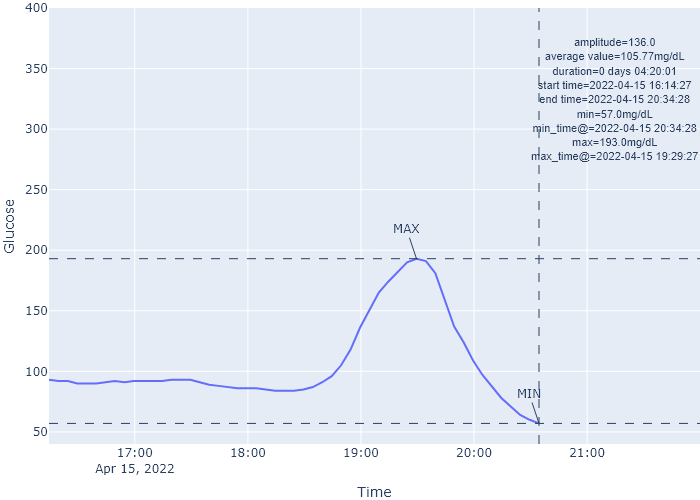 400
350
300
250
200
150
100
50
Glucose
amplitude=136.0
average value=105.77mg/dL
duration=0 days 04:20:01
start time=2022-04-15 16:14:27
end time=2022-04-15 20:34:28
min=57.0mg/dL
min_time@=2022-04-15 20:34:28
max=193.0mg/dL
max_time@=2022-04-15 19:29:27
MAX
MIN
17:00 18:00 19:00 20:00 21:00
Apr 15, 2022
Time